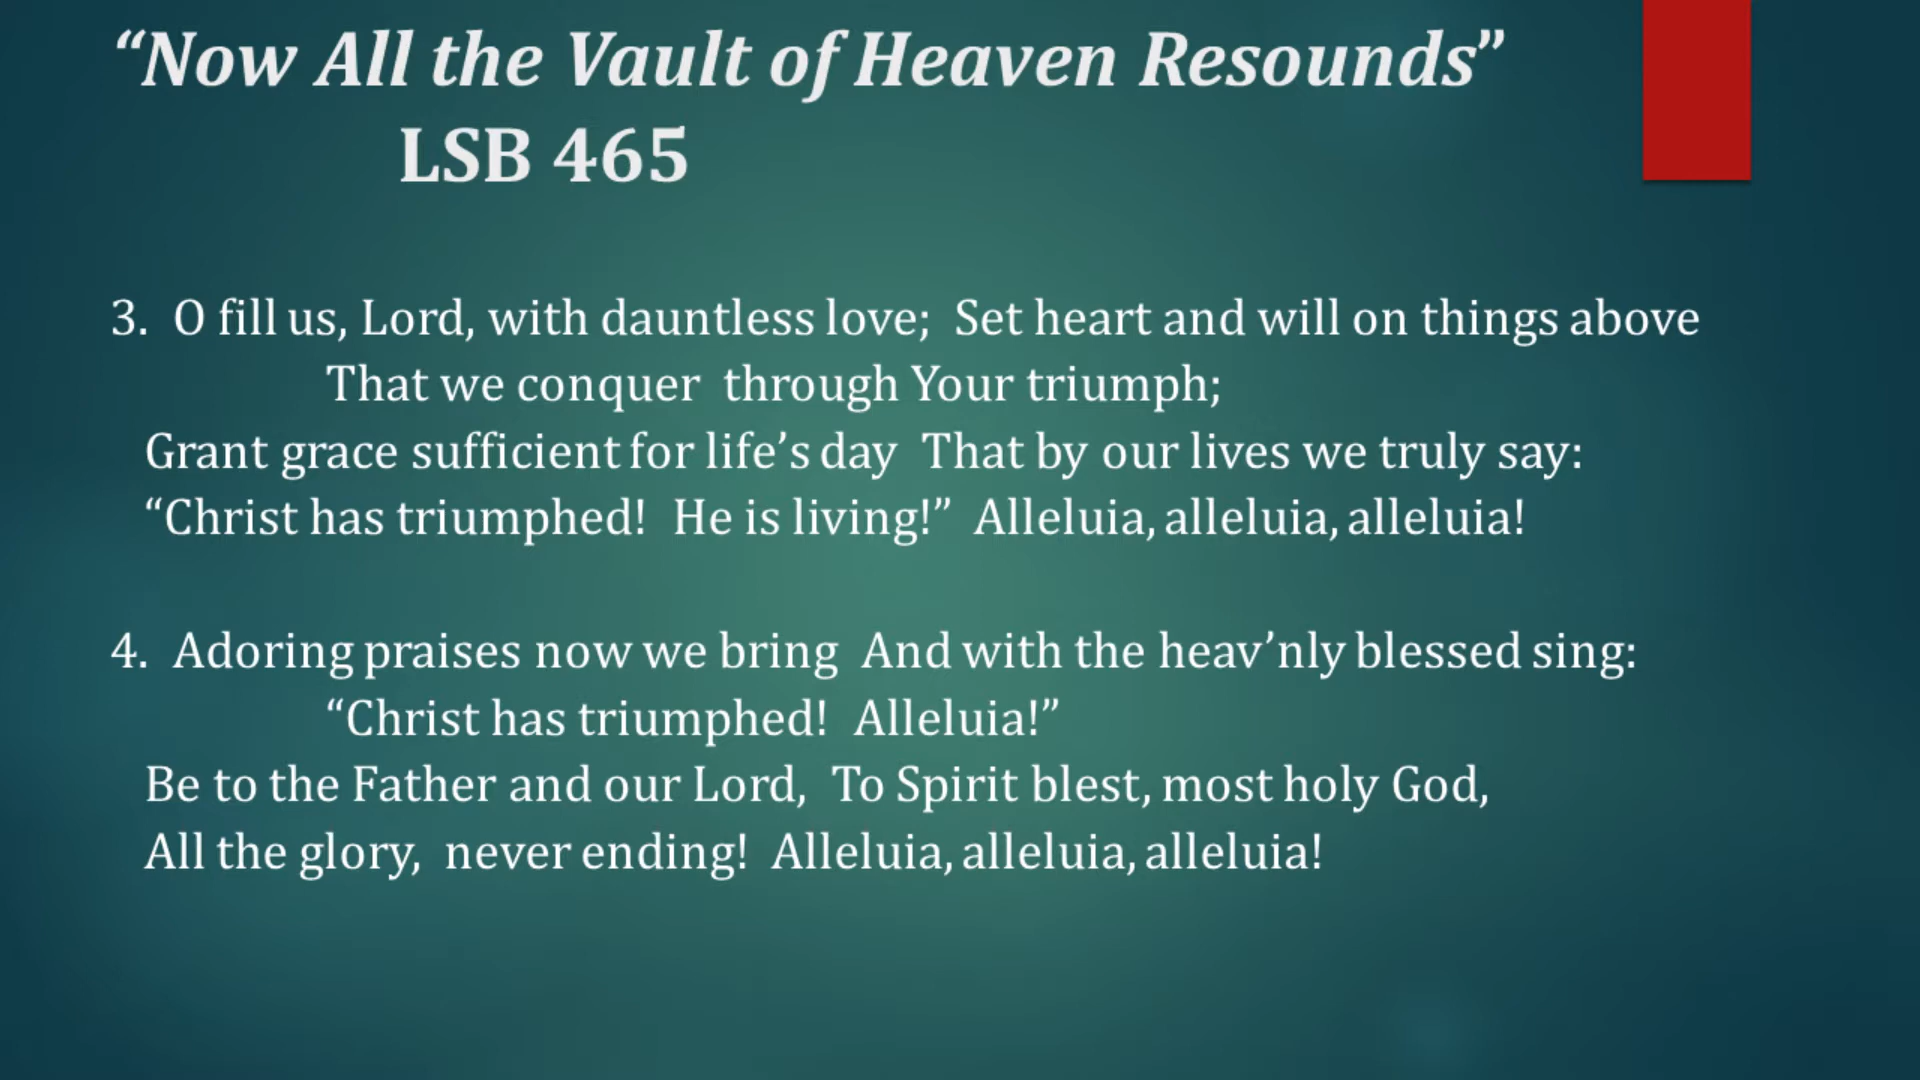 “Now All the Vault of Heaven Resounds”
LSB 465
3. O fill us, Lord, with dauntless love; Set heart and will on things above
That we conquer through Your triumph;
Grant grace sufficient for life’s day That by our lives we truly say:
“Christ has triumphed! He is living!” Alleluia, alleluia, alleluia!
4. Adoring praises now we bring And with the heav’nly blessed sing:
“Christ has triumphed! Alleluia!”
Be to the Father and our Lord, To Spirit blest, most holy God,
All the glory, never ending! Alleluia, alleluia, alleluia!